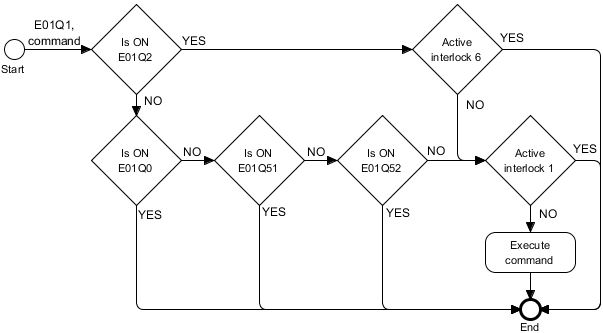 E01Q1,
command
Start
Is ON
E01Q2
YES
Active
interlock 6
YES
NO
NO
Is ON
E01Q0
NO
Is ON
E01Q51
NO
Is ON
E01Q52
NO
Active
interlock 1
YES
YES
YES
YES
NO
Execute
command
End